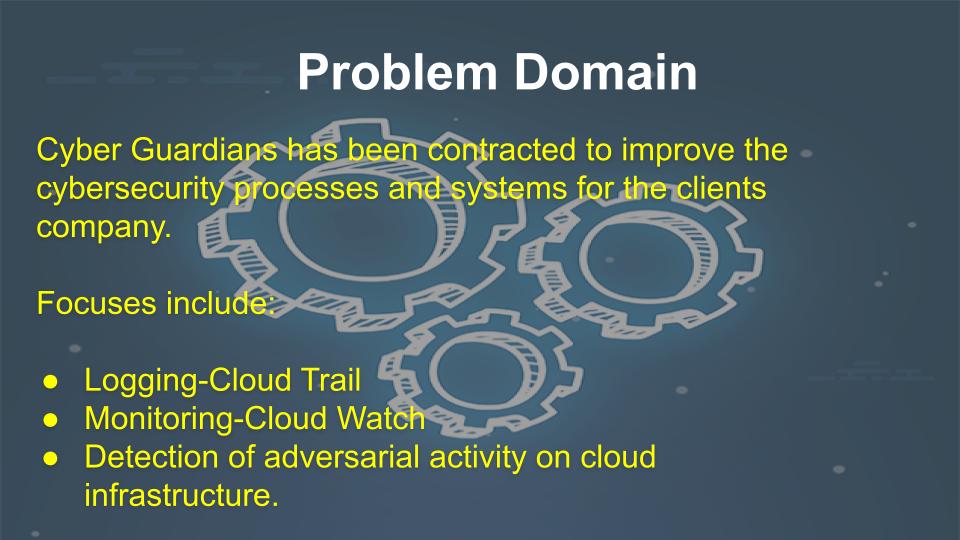 Problem Domain
Cyber Guardians has been contracted to improve the
cybersecurity processes and systems for the clients
company.
Focuses include:
● Logging-Cloud Trail
● Monitoring-Cloud Watch
● Detection of adversarial activity on cloud
infrastructure.